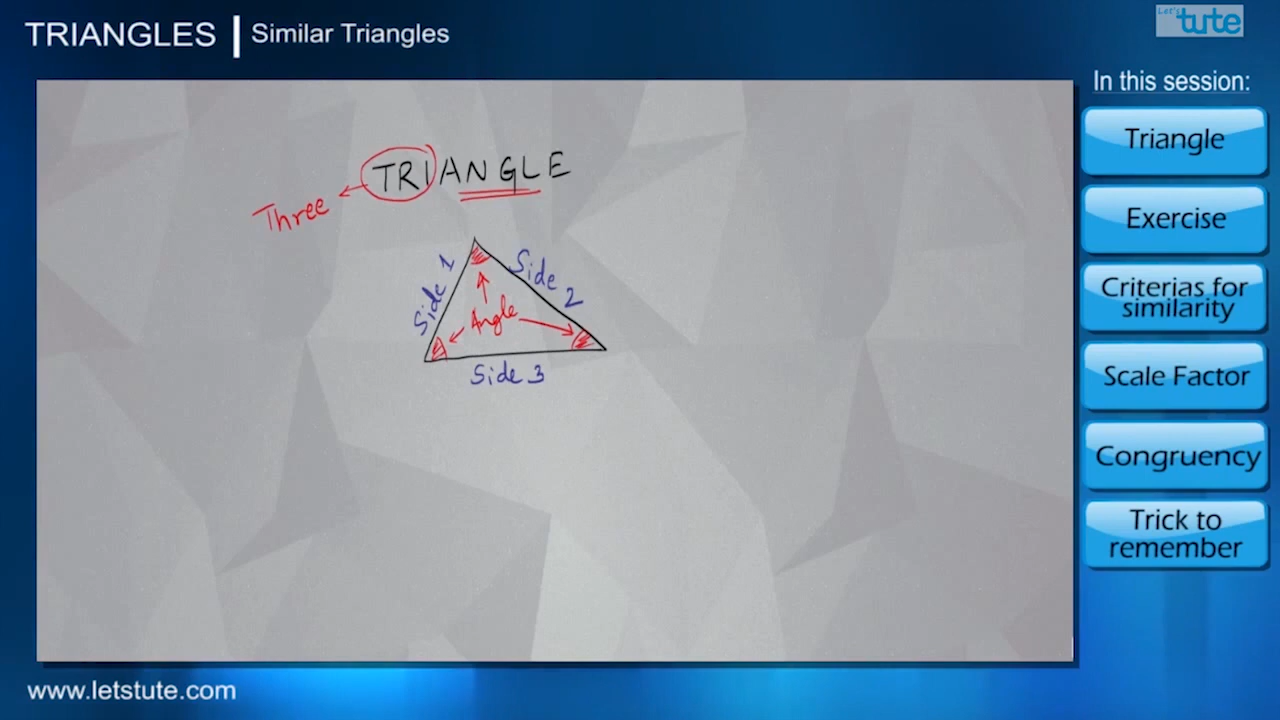 TRIANGLES | Similar Triangles
Let's
tute
In this session:
Triangle
Exercise
Criterias for
similarity
Scale Factor
Congruency
Trick to
remember
TRIANGLE
Three
Side 1
Side 2
Angle
Side 3
www.letstute.com